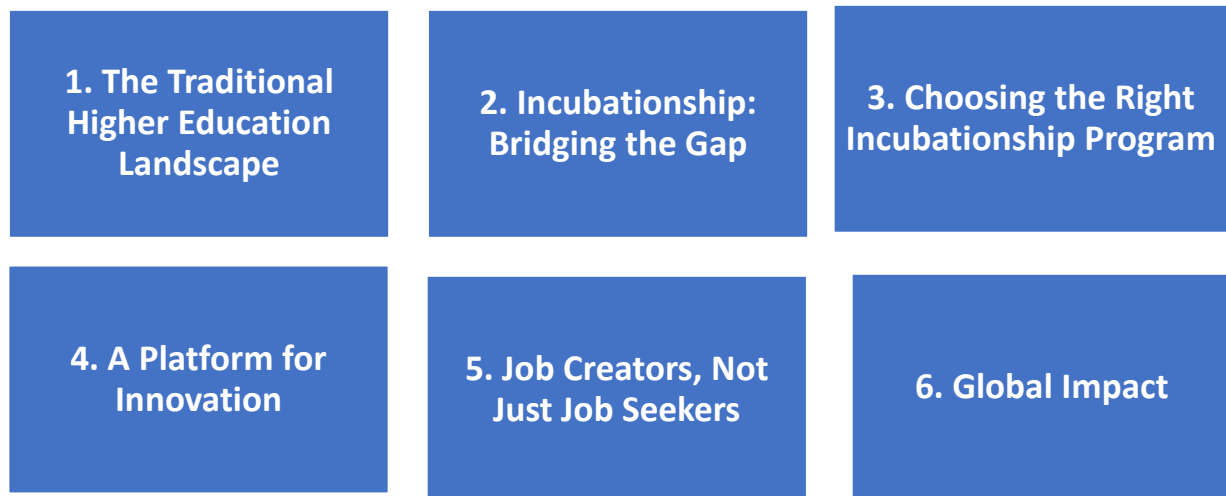 1. The Traditional
Higher Education
Landscape
2. Incubationship:
Bridging the Gap
3. Choosing the Right
Incubationship Program
4. A Platform for
Innovation
5. Job Creators, Not
Just Job Seekers
6. Global Impact